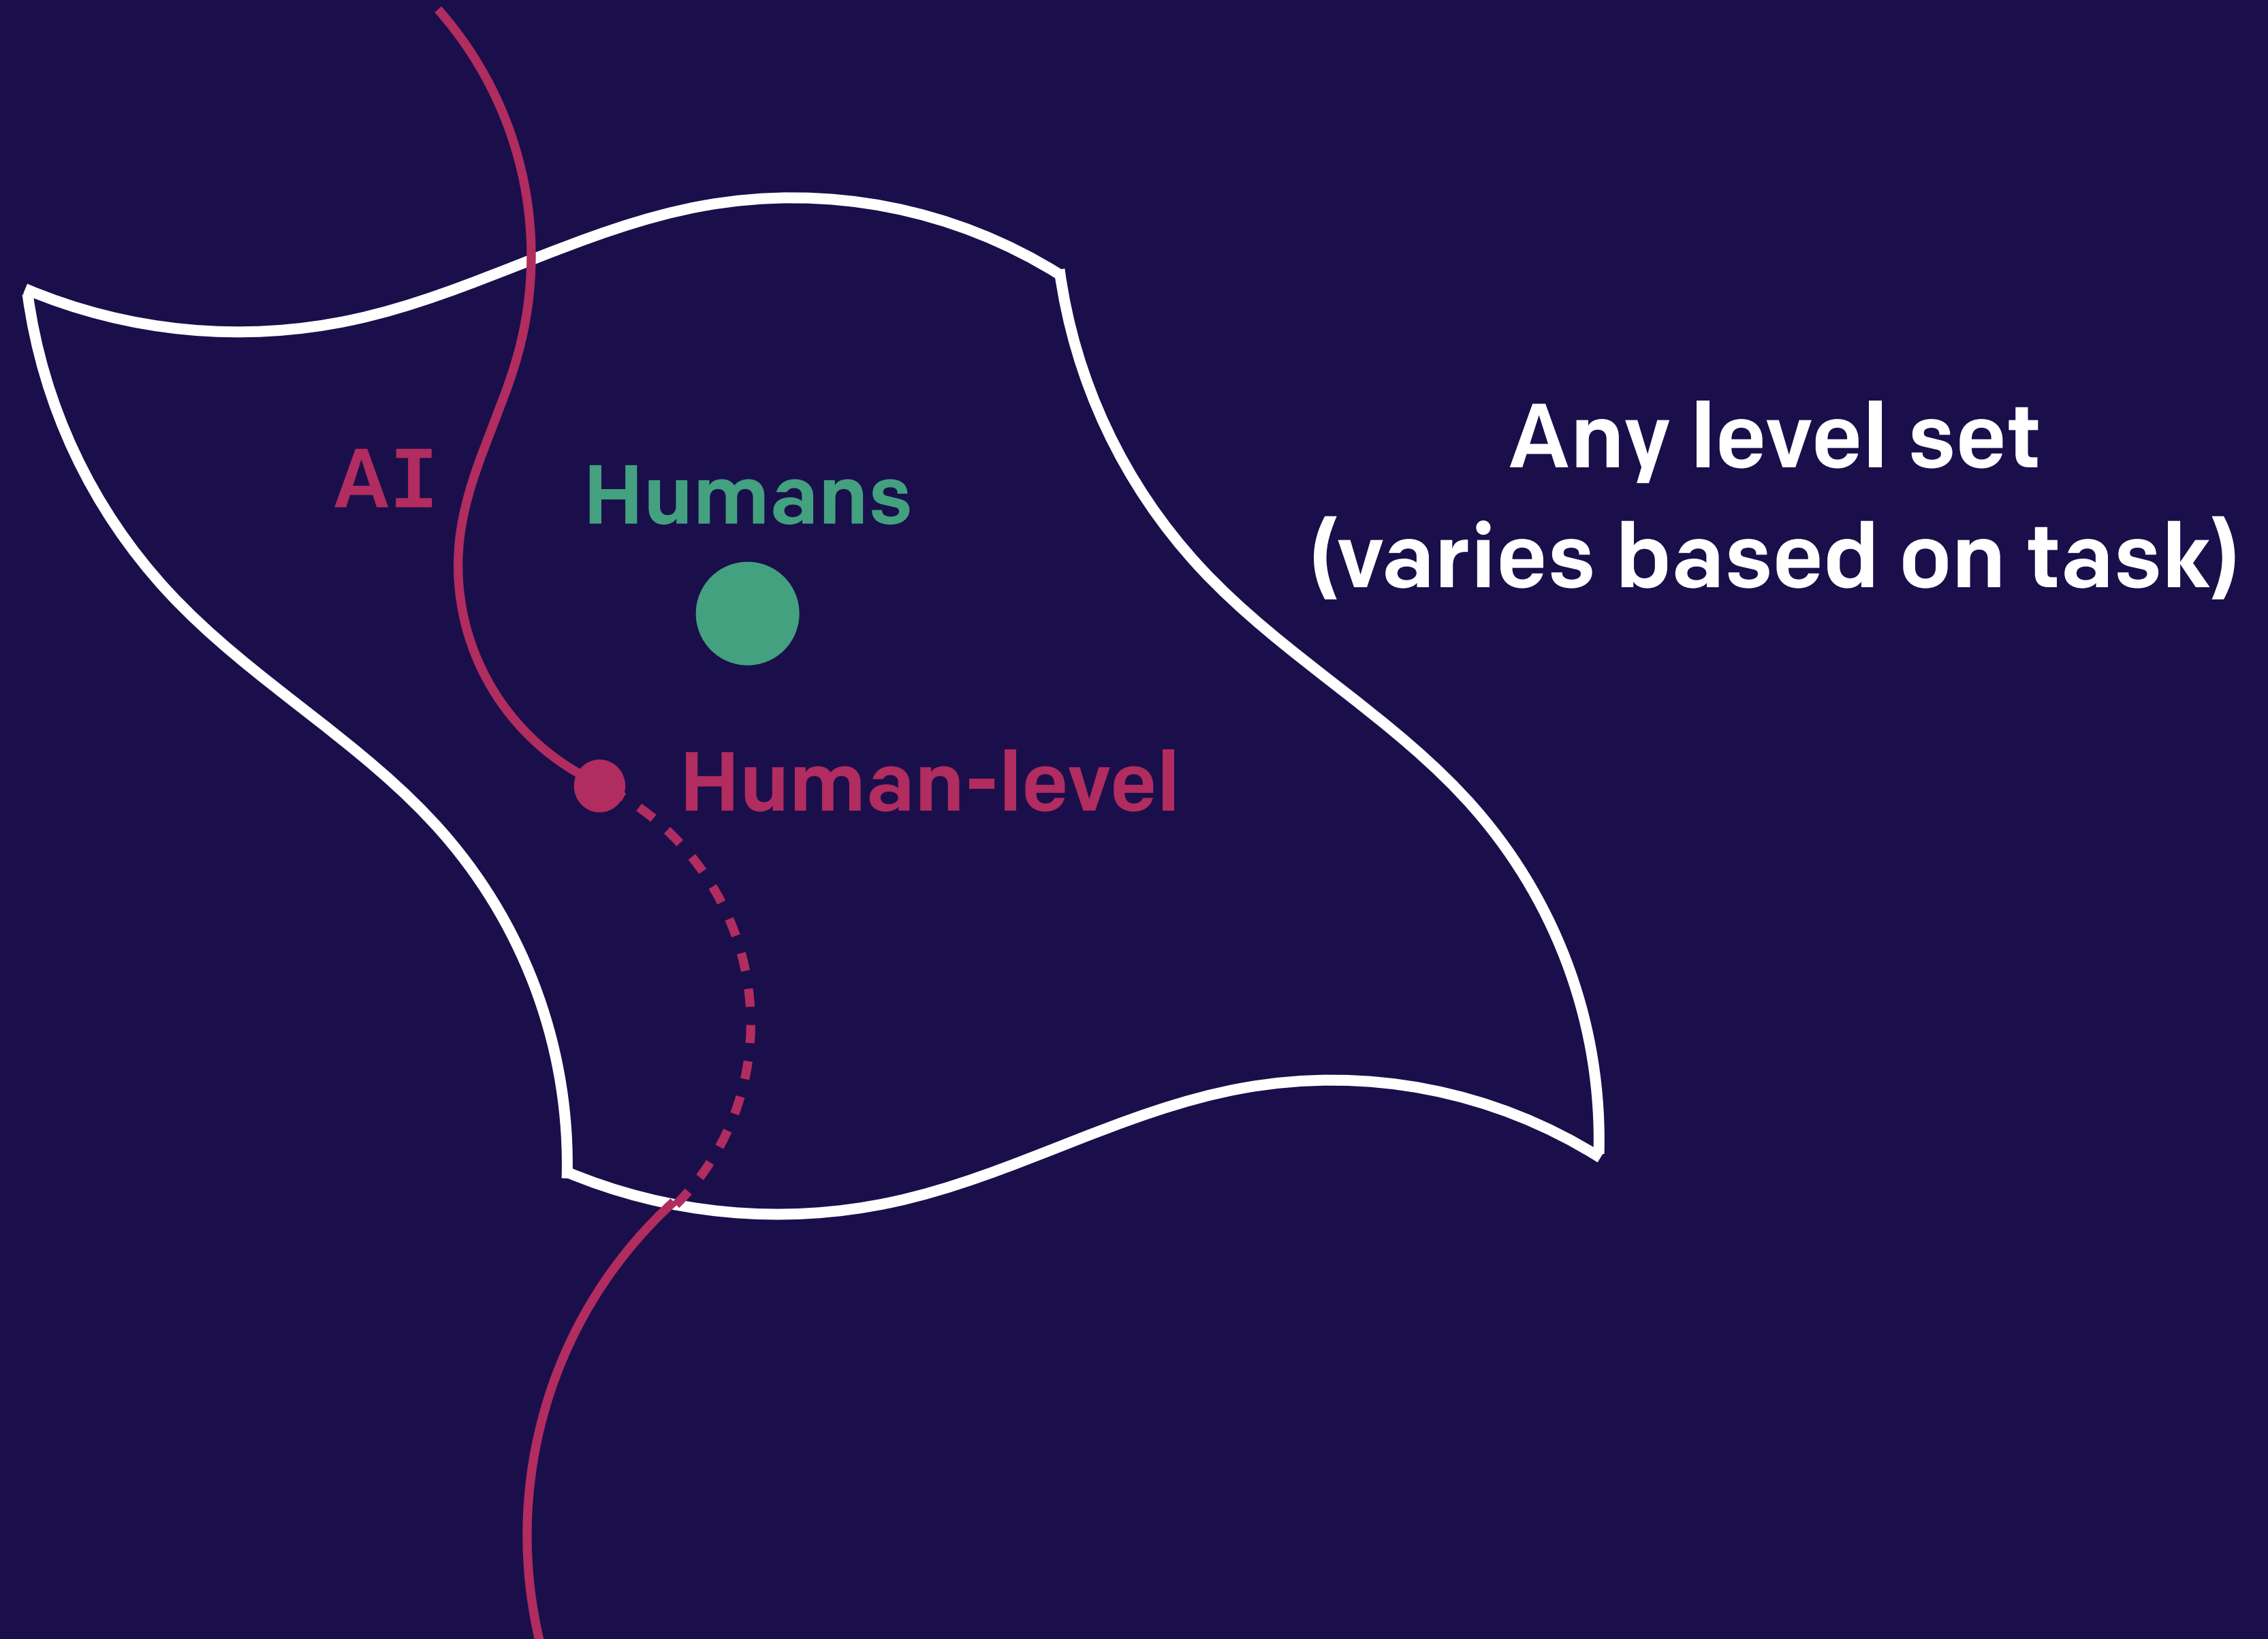 Any level set
(varies based on task)
AI
Humans
Human-level